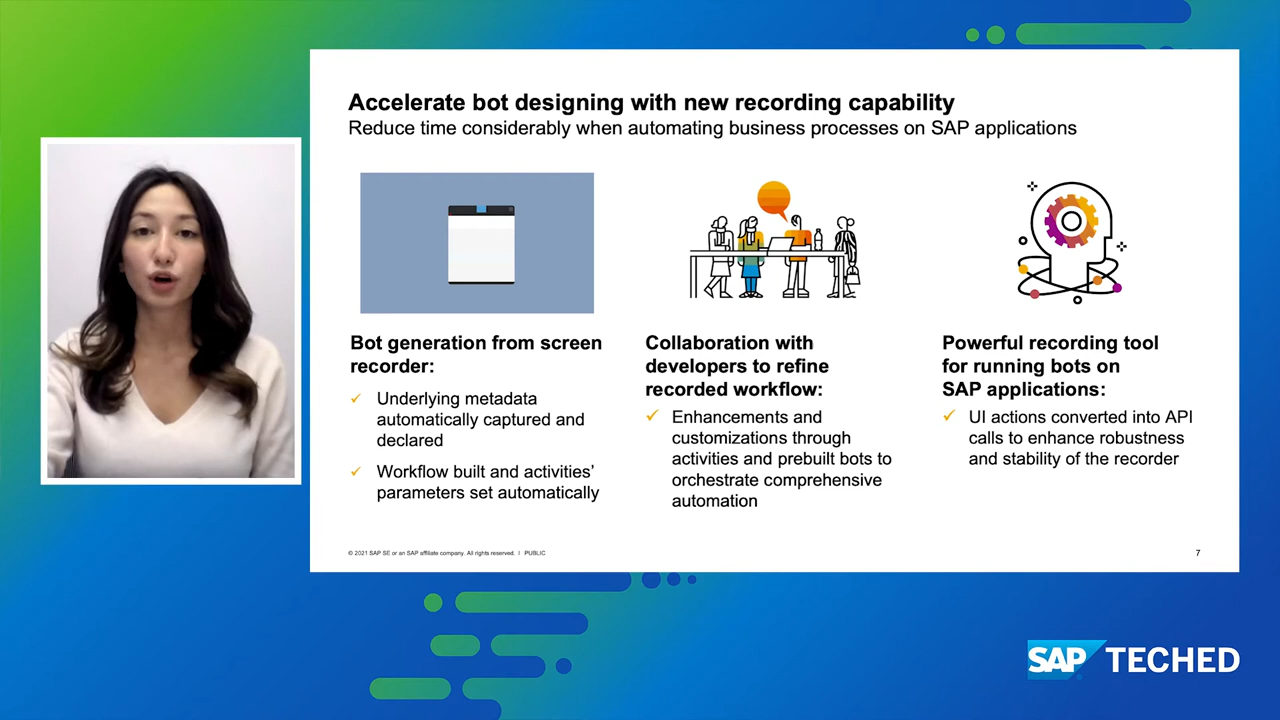 Accelerate bot designing with new recording capability
Reduce time considerably when automating business processes on SAP applications
Bot generation from screen
recorder:
✓ Underlying metadata
automatically captured and
declared
✓ Workflow built and activities’
parameters set automatically
Collaboration with
developers to refine
recorded workflow:
✓ Enhancements and
customizations through
activities and prebuilt bots to
orchestrate comprehensive
automation
Powerful recording tool
for running bots on
SAP applications:
✓ UI actions converted into API
calls to enhance robustness
and stability of the recorder
© 2021 SAP SE or an SAP affiliate company. All rights reserved. I PUBLIC
7
SAP TECHED